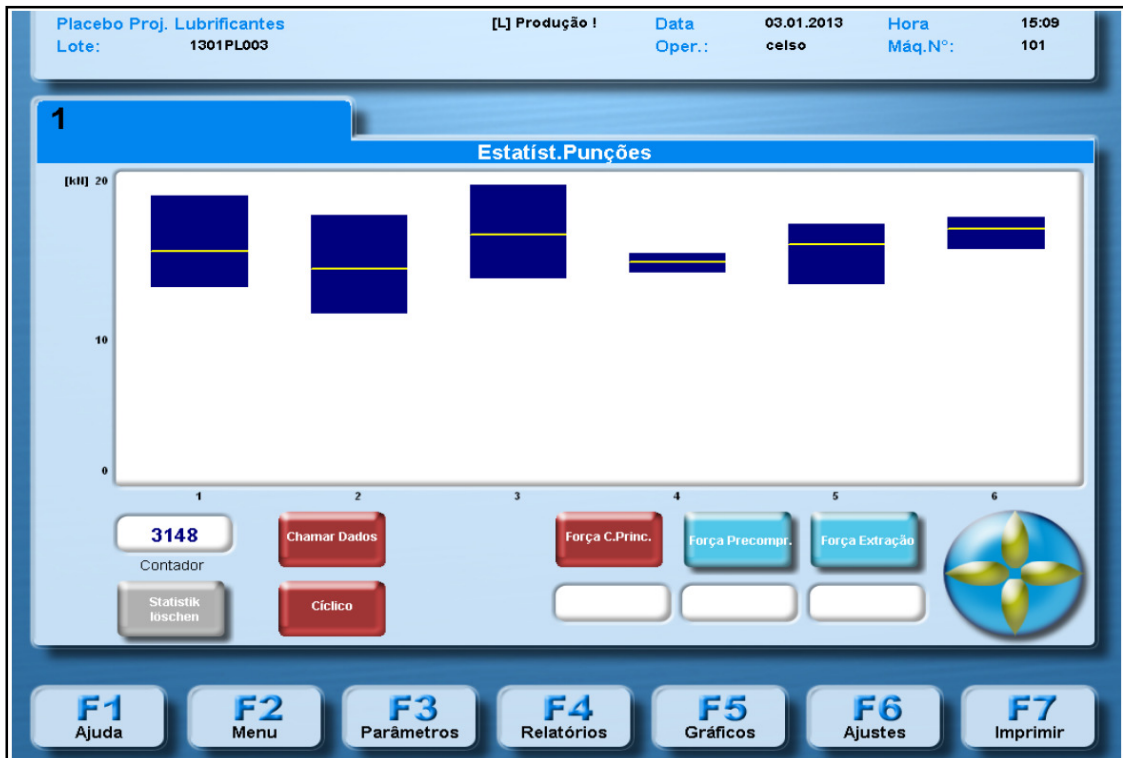 Placebo Proj. Lubrificantes [L] Produção ! Data 03.01.2013 Hora 15:09
Lote: 1301PL003 Oper.: celso Máq.N°: 101
1
Estatíst.Punções
[kN] 20
10
0
1 2 3 4 5 6
3148 Chamar Dados Força C.Princ. Força Precompr. Força Extração
Contador
Statistik
löschen
Cíclico
F1 F2 F3 F4 F5 F6 F7
Ajuda Menu Parâmetros Relatórios Gráficos Ajustes Imprimir